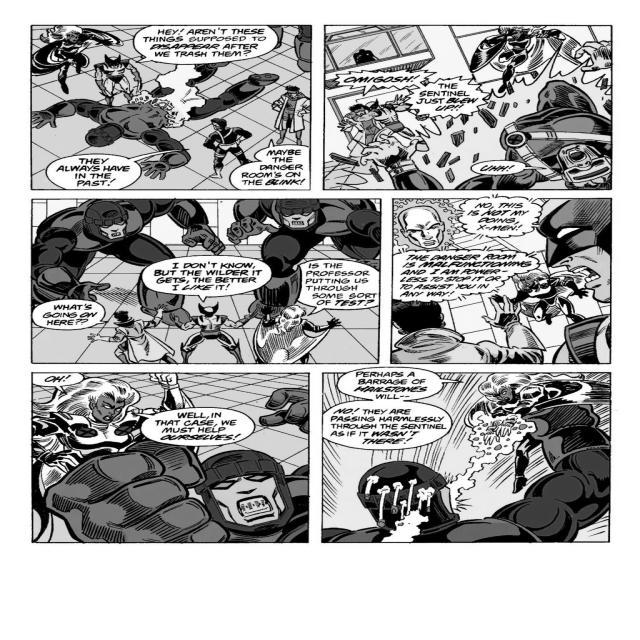 HEY! AREN'T THESE
THINGS SUPPOSED TO
DISAPPEAR AFTER
WE TRASH THEM?
THEY
ALWAYS HAVE
IN THE
PAST!
MAYBE
THE
DANGER
ROOM'S ON
THE BLINK!
OMIGOSH!
THE
SENTINEL
JUST BLEW
UP!!
UHH!
I DON'T KNOW,
BUT THE WILDER IT
GETS, THE BETTER
I LIKE IT!
IS THE
PROFESSOR
PUTTING US
THROUGH
SOME SORT
OF TEST?
WHAT'S
GOING ON
HERE??
NO, THIS
IS NOT MY
DOING,
X-MEN!
THE DANGER ROOM
IS MALFUNCTIONING
AND I AM POWER-
LESS TO STOP IT OR
TO ASSIST YOU IN
ANY WAY!
OH!
WELL, IN
THAT CASE, WE
MUST HELP
OURSELVES!
PERHAPS A
BARRAGE OF
HAILSTONES
WILL--
NO! THEY ARE
PASSING HARMLESSLY
THROUGH THE SENTINEL
AS IF IT WASN'T
THERE!